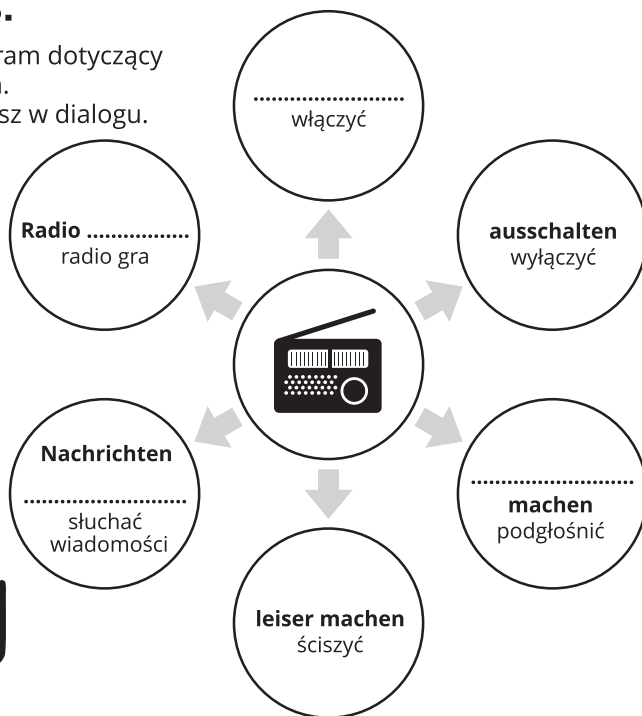 ram dotyczący
sz w dialogu.
.........................
włączyć
Radio .................
radio gra
ausschalten
wyłączyć
Nachrichten
...........................
słuchać
wiadomości
...........................
machen
podgłośnić
leiser machen
ściszyć